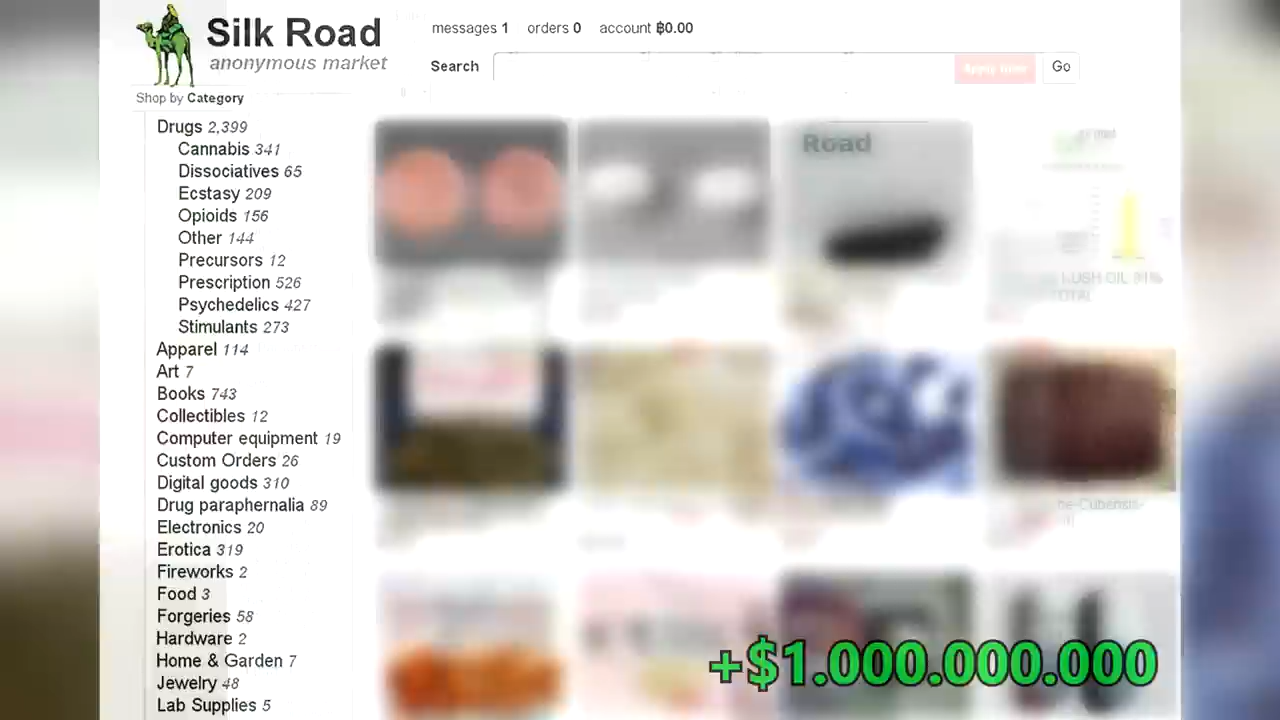 Silk Road
anonymous market
messages 1 orders 0 account ฿0.00
Search
Apply Now
Go
Shop by Category
Drugs 2,399
Cannabis 341
Dissociatives 65
Ecstasy 209
Opioids 156
Other 144
Precursors 12
Prescription 526
Psychedelics 427
Stimulants 273
Apparel 114
Art 7
Books 743
Collectibles 12
Computer equipment 19
Custom Orders 26
Digital goods 310
Drug paraphernalia 89
Electronics 20
Erotica 319
Fireworks 2
Food 3
Forgeries 58
Hardware 2
Home & Garden 7
Jewelry 48
Lab Supplies 5
Road
+$1.000.000.000